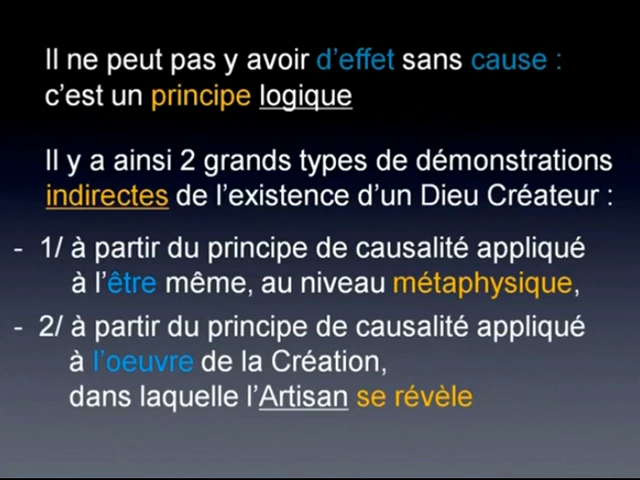 Il ne peut pas y avoir d'effet sans cause :
c'est un principe logique
Il y a ainsi 2 grands types de démonstrations
indirectes de l'existence d'un Dieu Créateur :
- 1/ à partir du principe de causalité appliqué
à l'être même, au niveau métaphysique,
- 2/ à partir du principe de causalité appliqué
à l'oeuvre de la Création,
dans laquelle l'Artisan se révèle